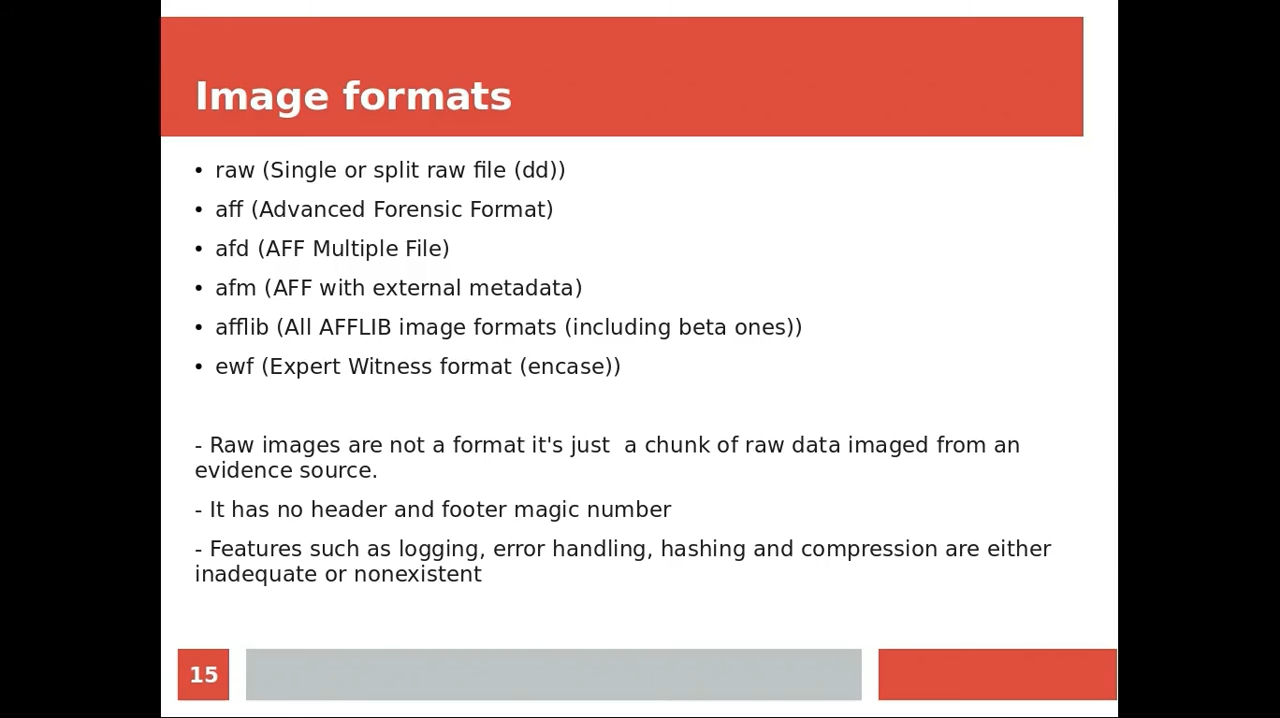 Image formats
• raw (Single or split raw file (dd))
• aff (Advanced Forensic Format)
• afd (AFF Multiple File)
• afm (AFF with external metadata)
• afflib (All AFFLIB image formats (including beta ones))
• ewf (Expert Witness format (encase))
- Raw images are not a format it's just  a chunk of raw data imaged from an
evidence source.
- It has no header and footer magic number
- Features such as logging, error handling, hashing and compression are either
inadequate or nonexistent
15